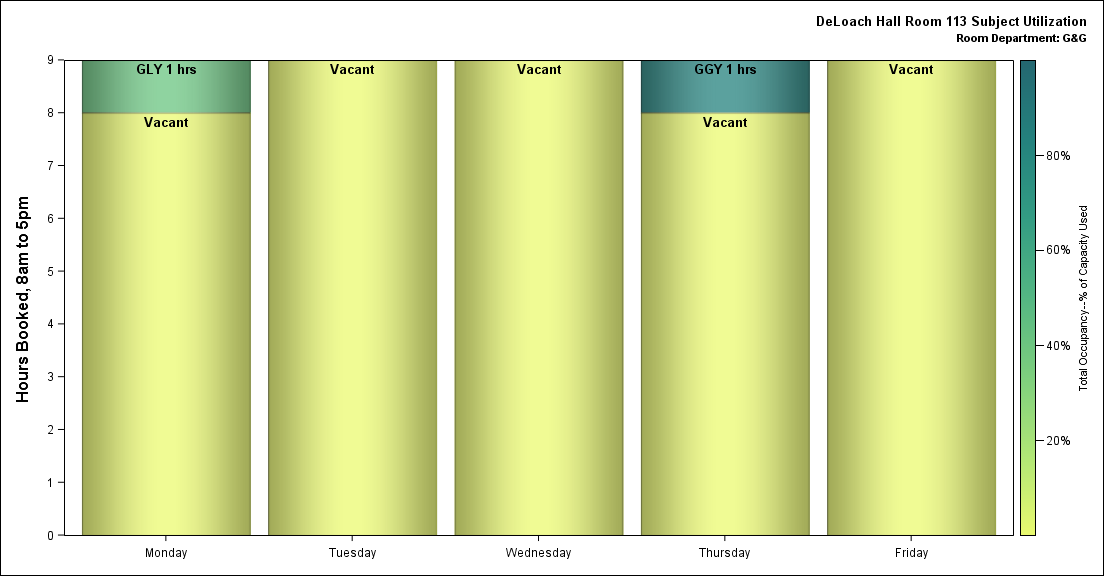 DeLoach Hall Room 113 Subject Utilization
Room Department: G&G
Hours Booked, 8am to 5pm
9
8
7
6
5
4
3
2
1
0
GLY 1 hrs
Vacant
Vacant
Vacant
GGY 1 hrs
Vacant
Vacant
Monday
Tuesday
Wednesday
Thursday
Friday
80%
60%
40%
20%
Total Occupancy--% of Capacity Used